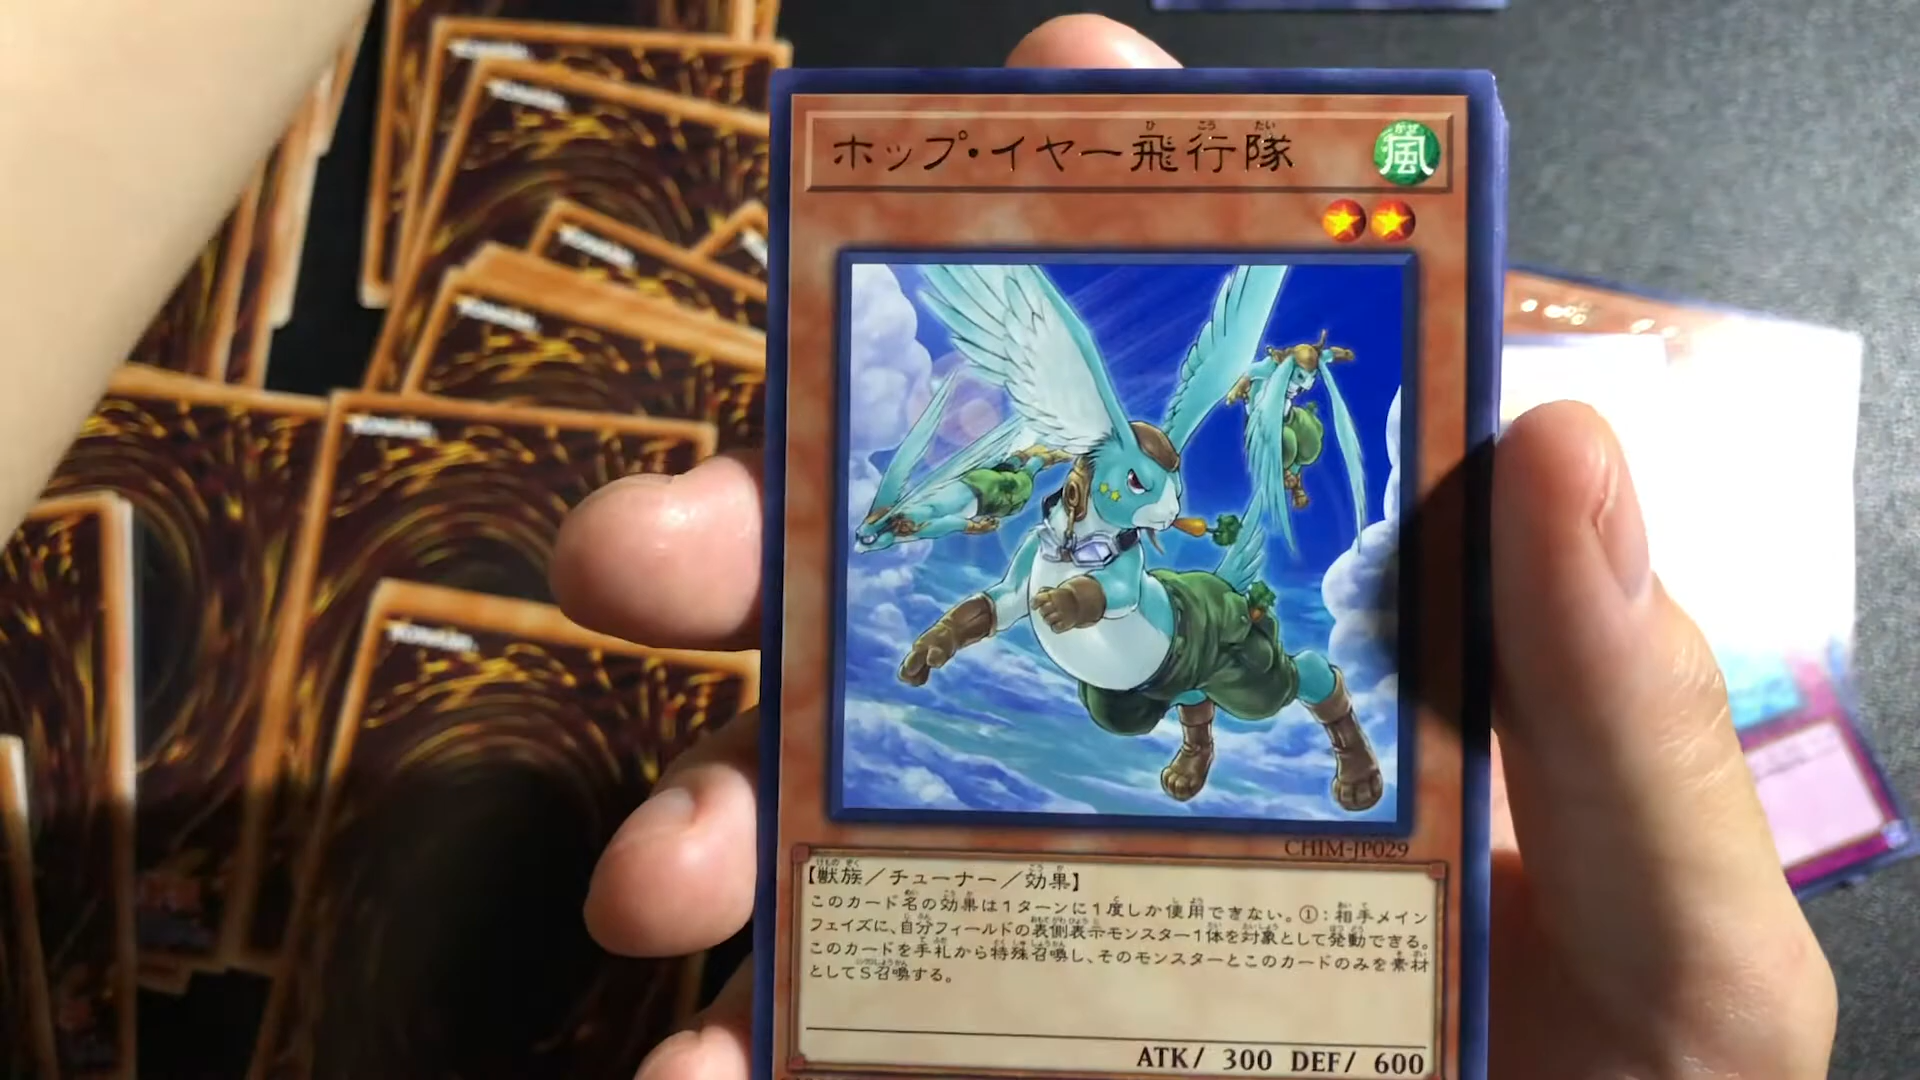 ホップ・イヤー飛行隊
風
CHIM-JP029
【獣族/チューナー/効果】
このカード名の効果は1ターンに1度しか使用できない。①:相手メイン
フェイズに、自分フィールドの表側表示モンスター1体を対象として発動できる。
このカードを手札から特殊召喚し、そのモンスターとこのカードのみを素材
としてS召喚する。
ATK/ 300 DEF/ 600